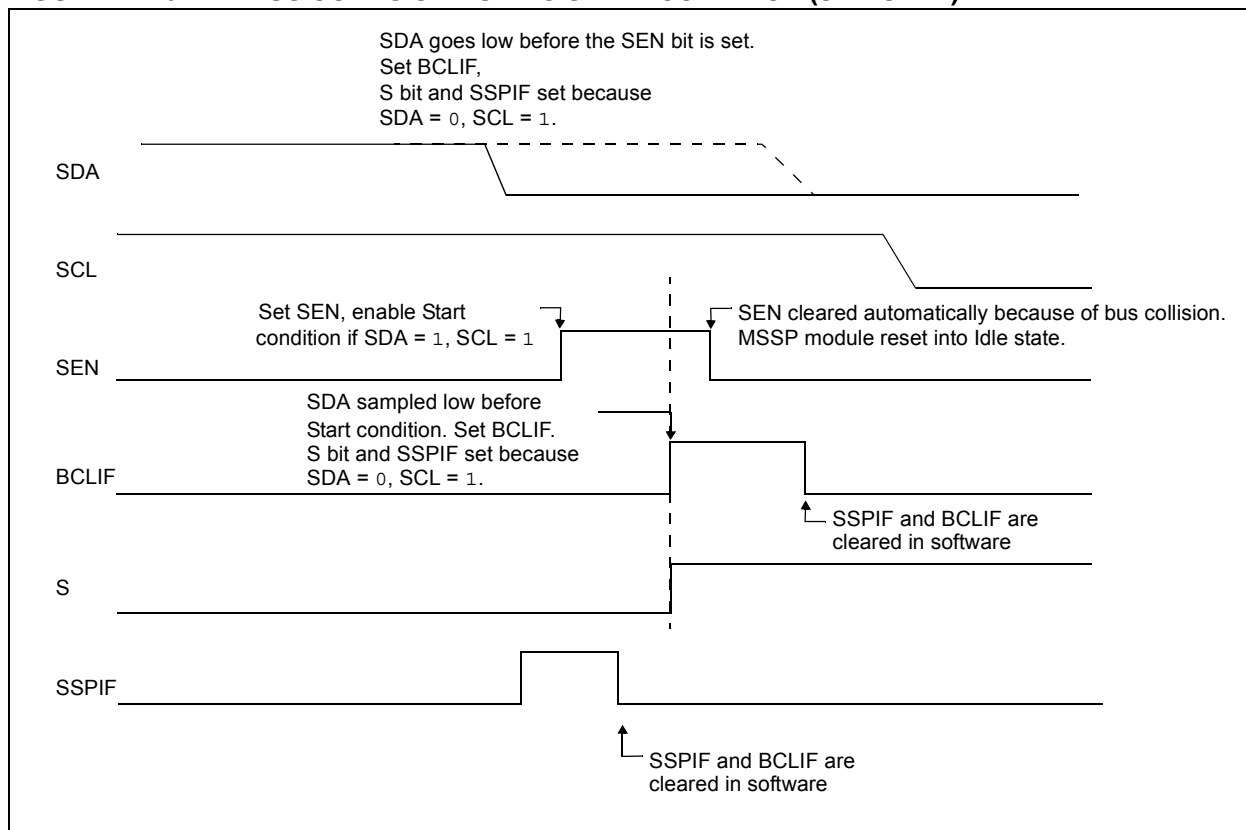 SDA goes low before the SEN bit is set.
Set BCLIF,
S bit and SSPIF set because
SDA = 0, SCL = 1.
SDA
SCL
Set SEN, enable Start
condition if SDA = 1, SCL = 1
SEN cleared automatically because of bus collision.
MSSP module reset into Idle state.
SEN
SDA sampled low before
Start condition. Set BCLIF.
S bit and SSPIF set because
SDA = 0, SCL = 1.
BCLIF
SSPIF and BCLIF are
cleared in software
S
SSPIF
SSPIF and BCLIF are
cleared in software